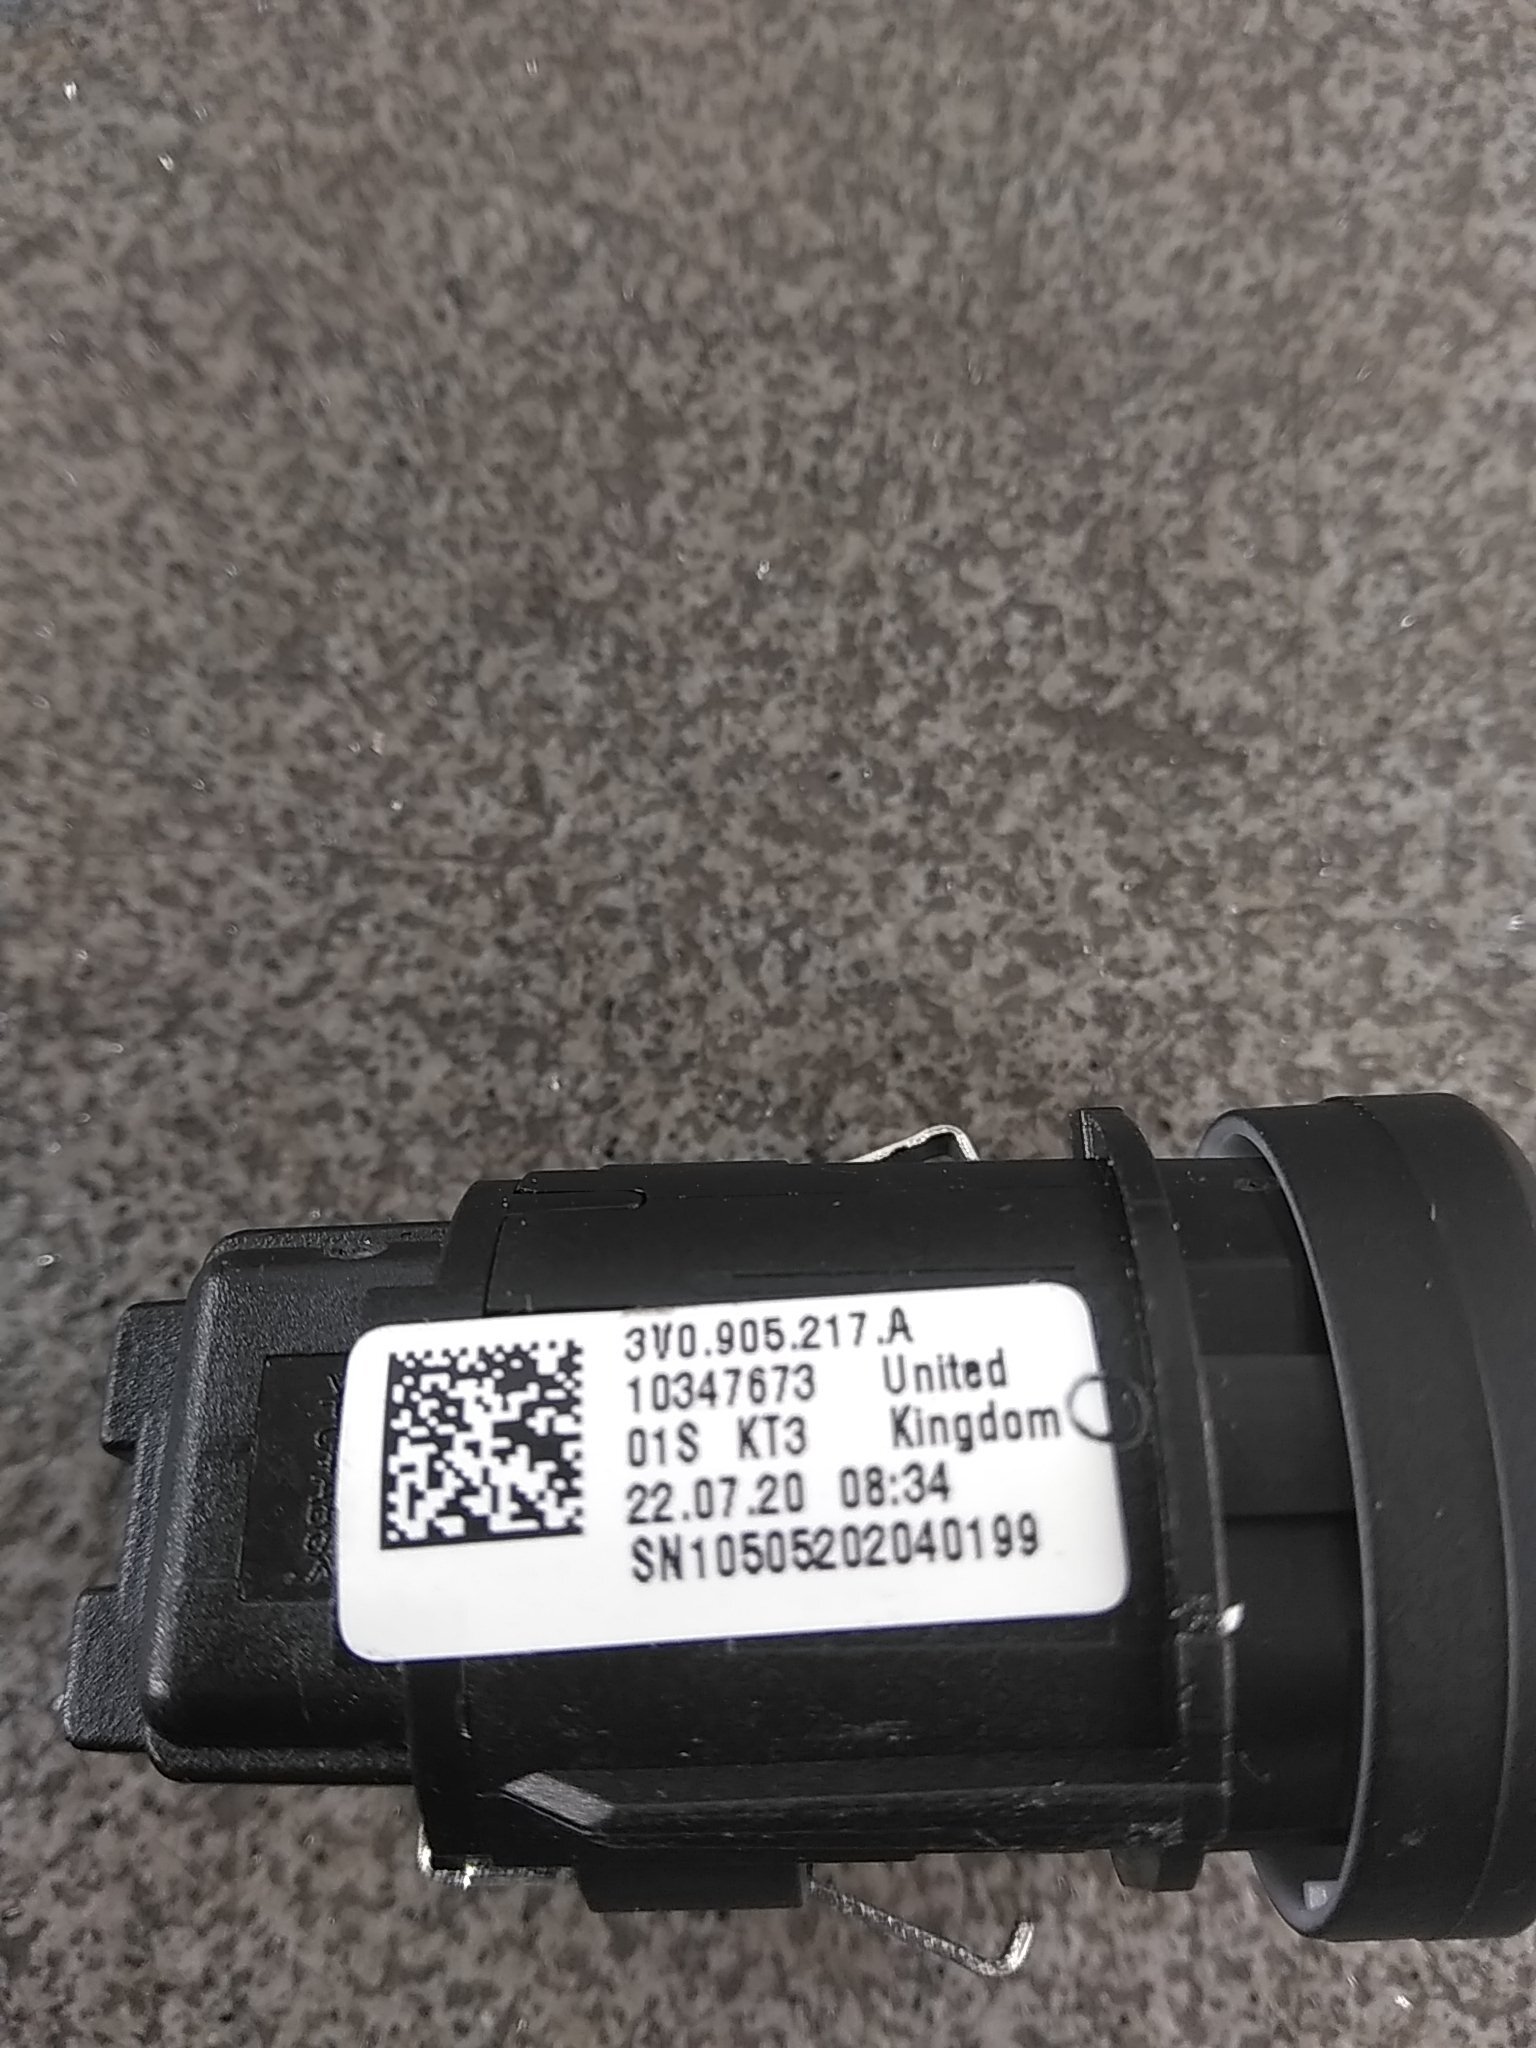 3V0.905.217.A
10347673 United
01S KT3 Kingdom
22.07.20 08:34
SN10505202040199